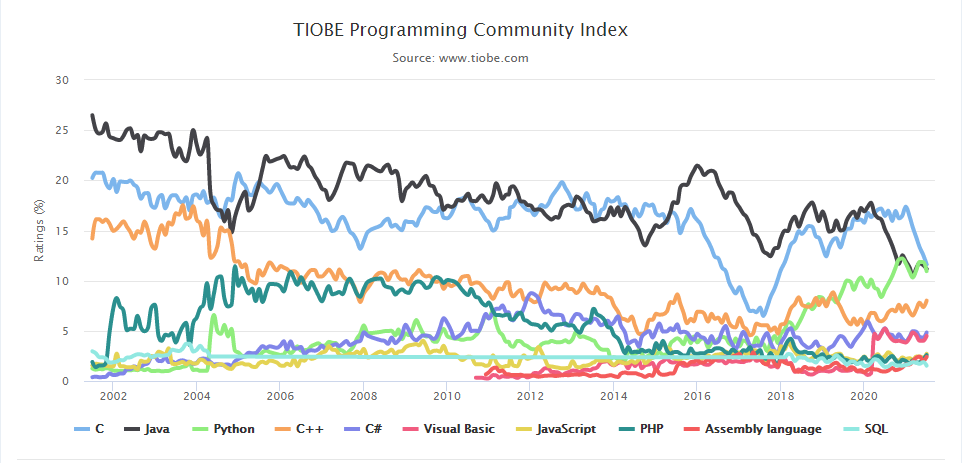 TIOBE Programming Community Index
Source: www.tiobe.com
Ratings (%)
30
25
20
15
10
5
0
2002 2004 2006 2008 2010 2012 2014 2016 2018 2020
C Java Python C++ C# Visual Basic JavaScript PHP Assembly language SQL